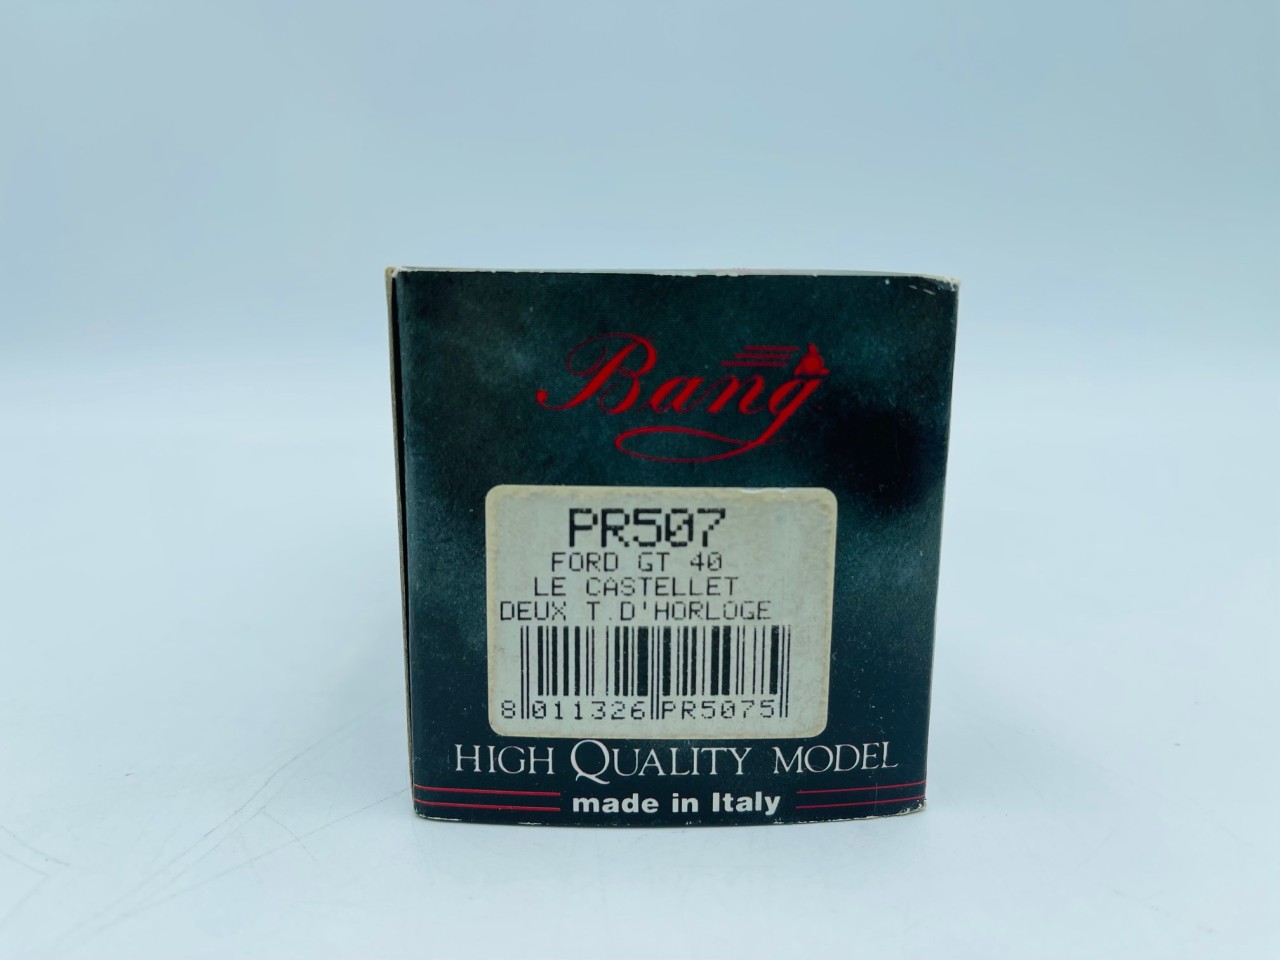 Bang
PR507
FORD GT 40
LE CASTELLET
DEUX T.D'HORLOGE
8 011326 PR5075
HIGH QUALITY MODEL
made in Italy